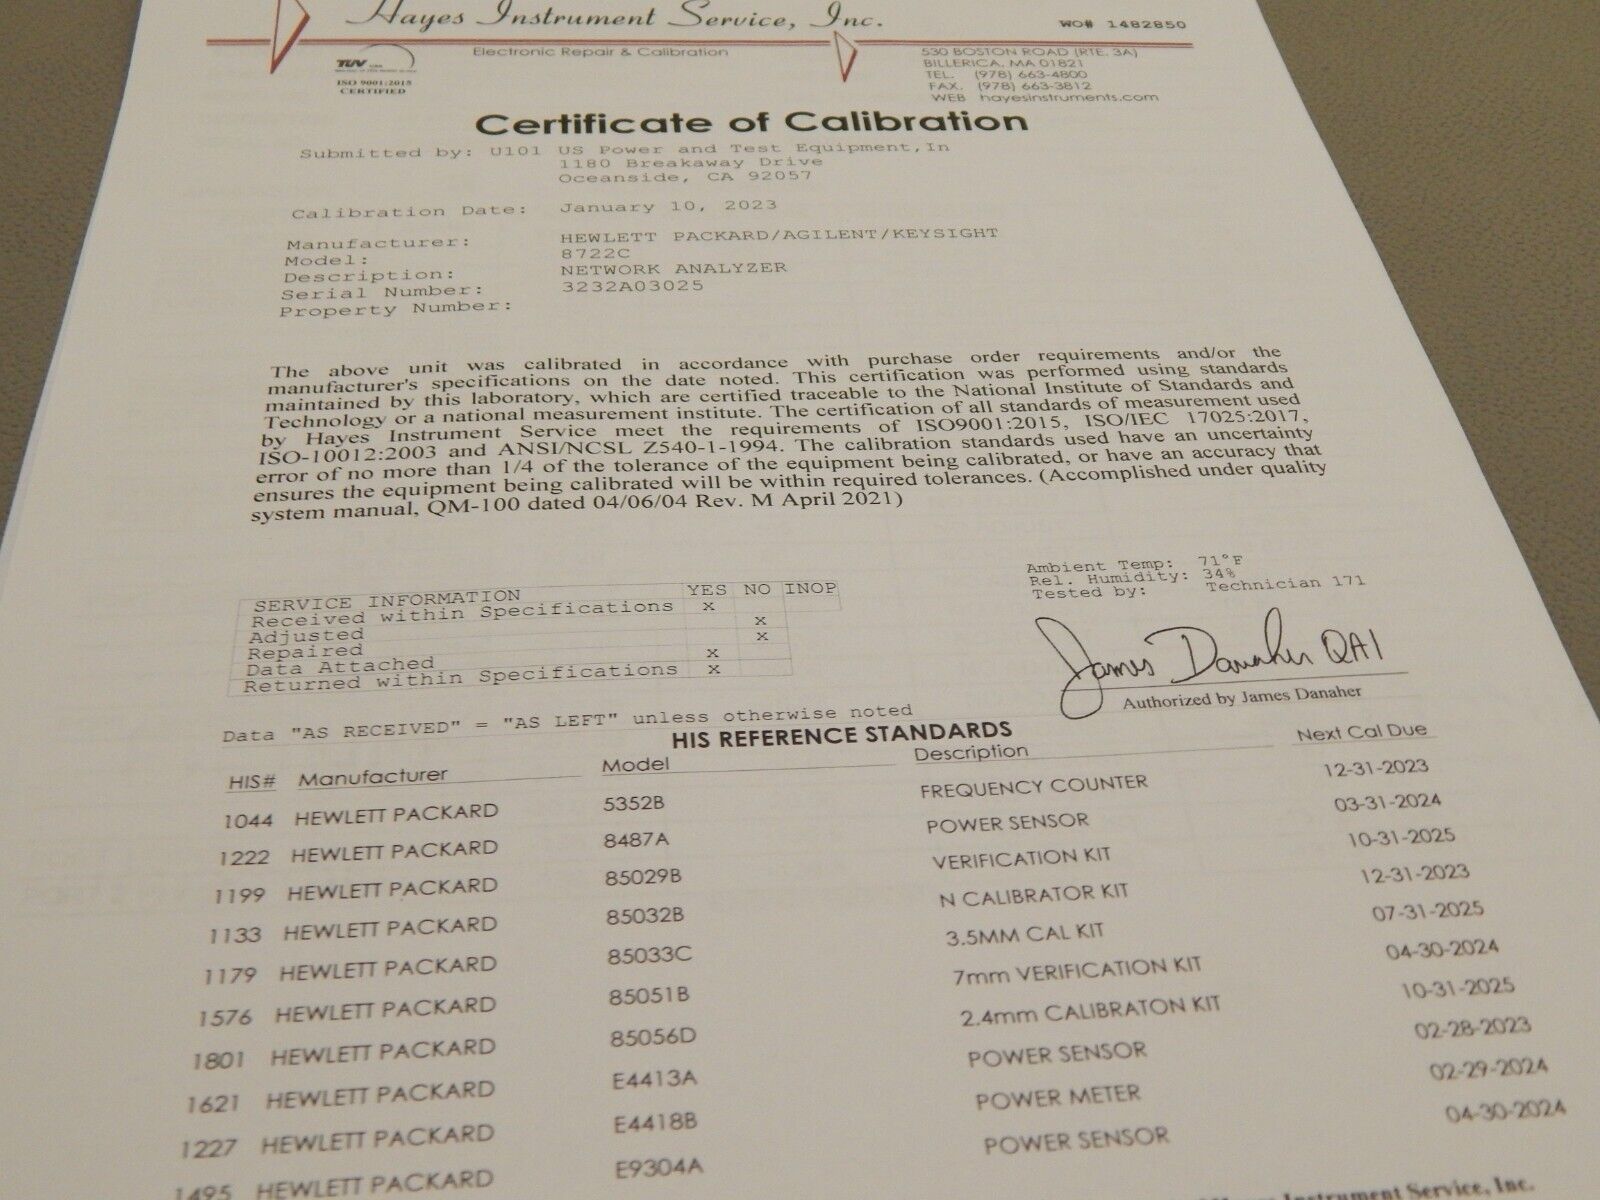 Hayes Instrument Service, Inc.
WO# 1482850
Electronic Repair & Calibration
530 BOSTON ROAD (RTE. 3A)
BILLERICA, MA 01821
TEL. (978) 663-4800
FAX. (978) 663-3812
WEB hayesinstruments.com
TUV
ISO 9001:2015
CERTIFIED
Certificate of Calibration
Submitted by: U101 US Power and Test Equipment,In
1180 Breakaway Drive
Oceanside, CA 92057
Calibration Date: January 10, 2023
Manufacturer: HEWLETT PACKARD/AGILENT/KEYSIGHT
Model: 8722C
Description: NETWORK ANALYZER
Serial Number: 3232A03025
Property Number:
The above unit was calibrated in accordance with purchase order requirements and/or the
manufacturer's specifications on the date noted. This certification was performed using standards
maintained by this laboratory, which are certified traceable to the National Institute of Standards and
Technology or a national measurement institute. The certification of all standards of measurement used
by Hayes Instrument Service meet the requirements of ISO9001:2015, ISO/IEC 17025:2017,
ISO-10012:2003 and ANSI/NCSL Z540-1-1994. The calibration standards used have an uncertainty
error of no more than 1/4 of the tolerance of the equipment being calibrated, or have an accuracy that
ensures the equipment being calibrated will be within required tolerances. (Accomplished under quality
system manual, QM-100 dated 04/06/04 Rev. M April 2021)
Ambient Temp: 71°F
Rel. Humidity: 34%
Tested by: Technician 171
SERVICE INFORMATION YES NO INOP
Received within Specifications x
Adjusted x
Repaired x
Data Attached x
Returned within Specifications x
James Danaher QA1
Authorized by James Danaher
Data "AS RECEIVED" = "AS LEFT" unless otherwise noted
HIS REFERENCE STANDARDS
HIS# Manufacturer Model Description Next Cal Due
1044 HEWLETT PACKARD 5352B FREQUENCY COUNTER 12-31-2023
1222 HEWLETT PACKARD 8487A POWER SENSOR 03-31-2024
1199 HEWLETT PACKARD 85029B VERIFICATION KIT 10-31-2025
1133 HEWLETT PACKARD 85032B N CALIBRATOR KIT 12-31-2023
1179 HEWLETT PACKARD 85033C 3.5MM CAL KIT 07-31-2025
1576 HEWLETT PACKARD 85051B 7mm VERIFICATION KIT 04-30-2024
1801 HEWLETT PACKARD 85056D 2.4mm CALIBRATON KIT 10-31-2025
1621 HEWLETT PACKARD E4413A POWER SENSOR 02-28-2023
1227 HEWLETT PACKARD E4418B POWER METER 02-29-2024
1495 HEWLETT PACKARD E9304A POWER SENSOR 04-30-2024
Hayes Instrument Service, Inc.